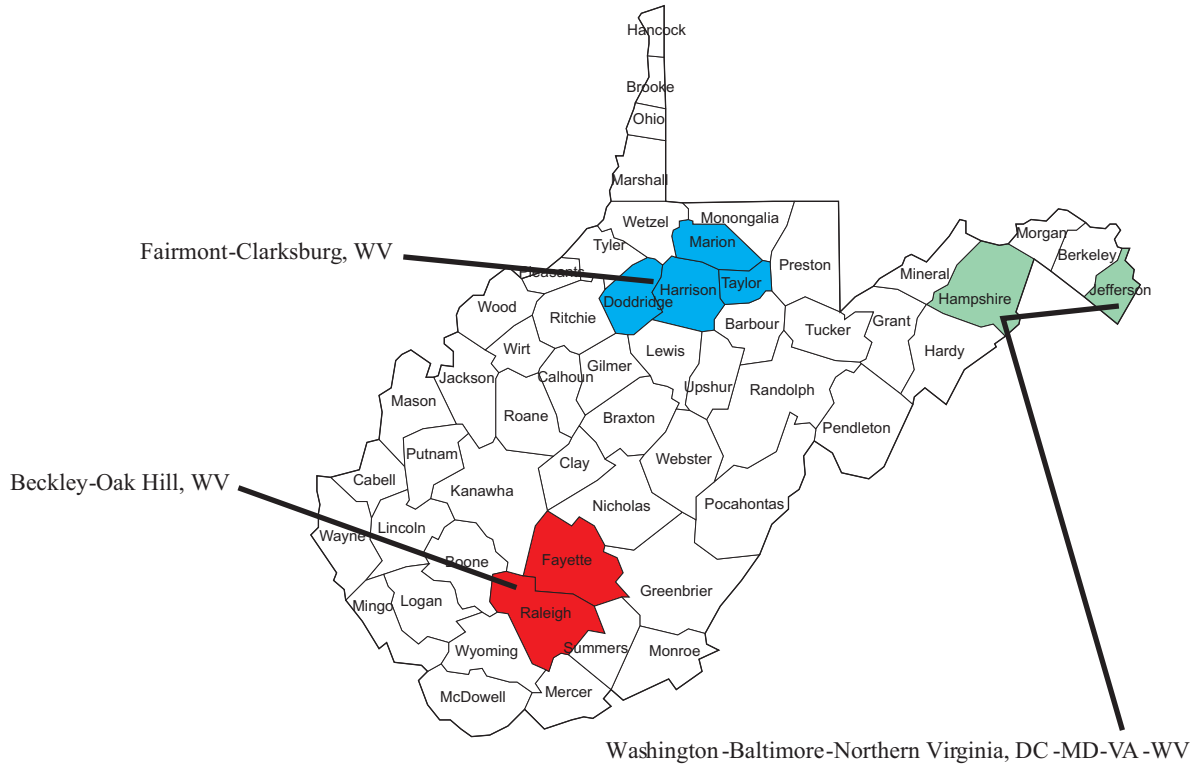 Hancock
Brooke
Ohio
Marshall
Wetzel
Monongalia
Marion
Tyler
Fairmont-Clarksburg, WV
Pleasants
Preston
Taylor
Harrison
Doddridge
Morgan
Berkeley
Mineral
Jefferson
Hampshire
Wood
Ritchie
Barbour
Tucker
Grant
Hardy
Wirt
Lewis
Gilmer
Calhoun
Jackson
Upshur
Randolph
Mason
Roane
Braxton
Pendleton
Putnam
Clay
Webster
Cabell
Beckley-Oak Hill, WV
Kanawha
Nicholas
Pocahontas
Lincoln
Wayne
Boone
Fayette
Greenbrier
Mingo
Logan
Raleigh
Summers
Monroe
Wyoming
McDowell
Mercer
Washington-Baltimore-Northern Virginia, DC-MD-VA-WV